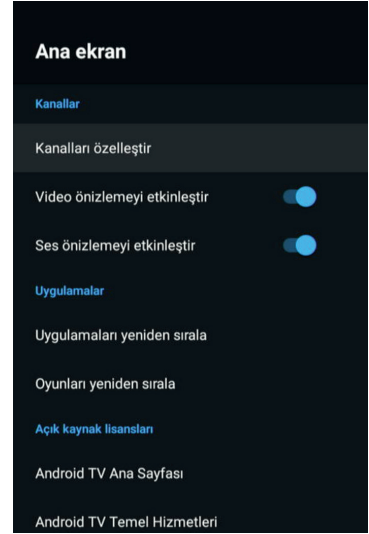 Ana ekran
Kanallar
Kanalları özelleştir
Video önizlemeyi etkinleştir
Ses önizlemeyi etkinleştir
Uygulamalar
Uygulamaları yeniden sırala
Oyunları yeniden sırala
Açık kaynak lisansları
Android TV Ana Sayfası
Android TV Temel Hizmetleri